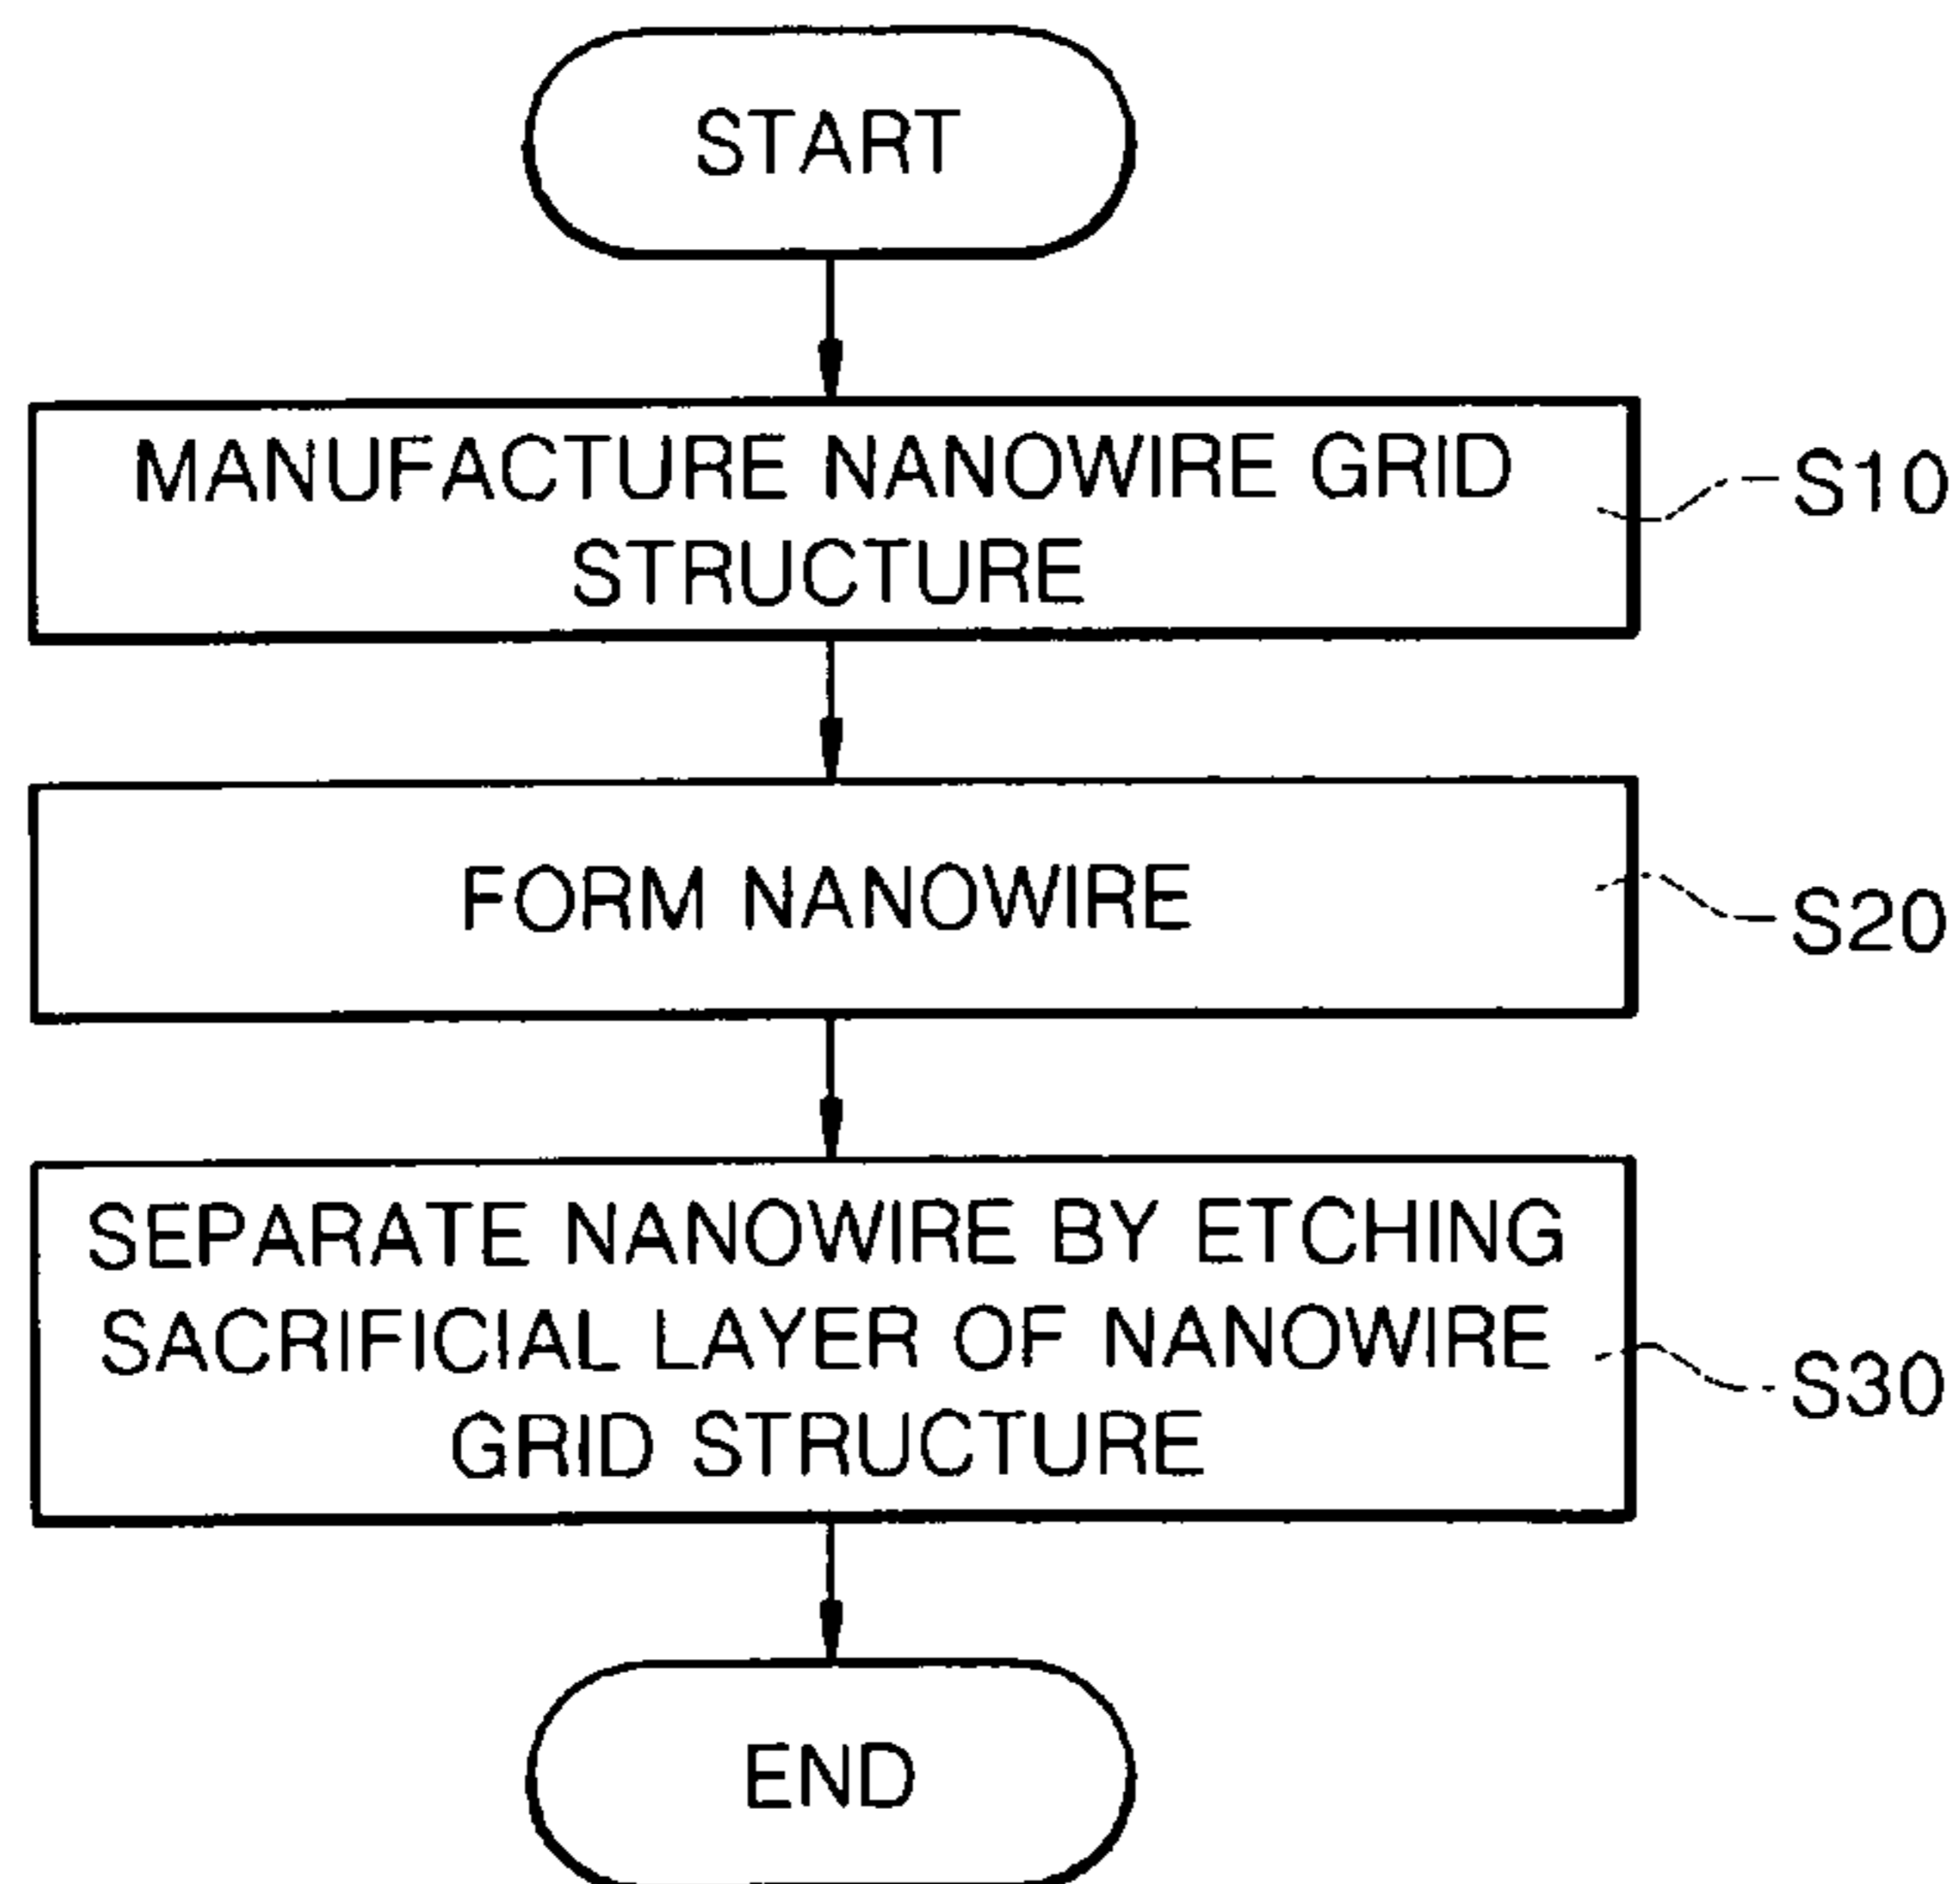 START
MANUFACTURE NANOWIRE GRID
STRUCTURE
S10
FORM NANOWIRE
S20
SEPARATE NANOWIRE BY ETCHING
SACRIFICIAL LAYER OF NANOWIRE
GRID STRUCTURE
S30
END